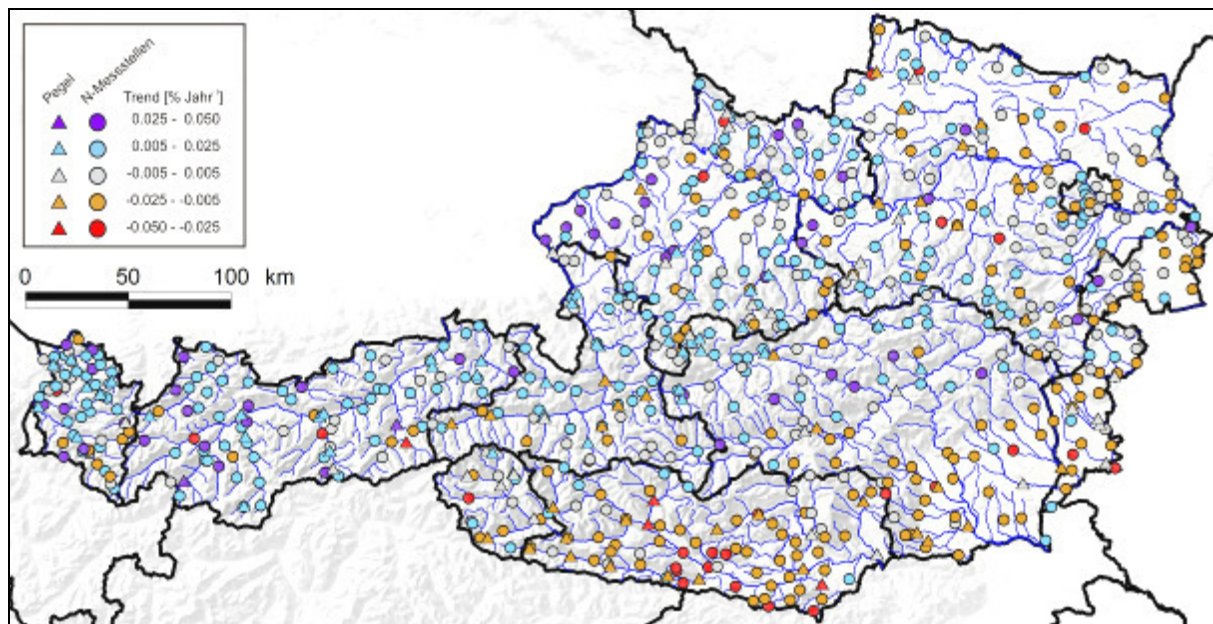 Pegel
N-Messstellen
Trend [% Jahr⁻¹]
0.025 - 0.050
0.005 - 0.025
-0.005 - 0.005
-0.025 - -0.005
-0.050 - -0.025
0 50 100 km